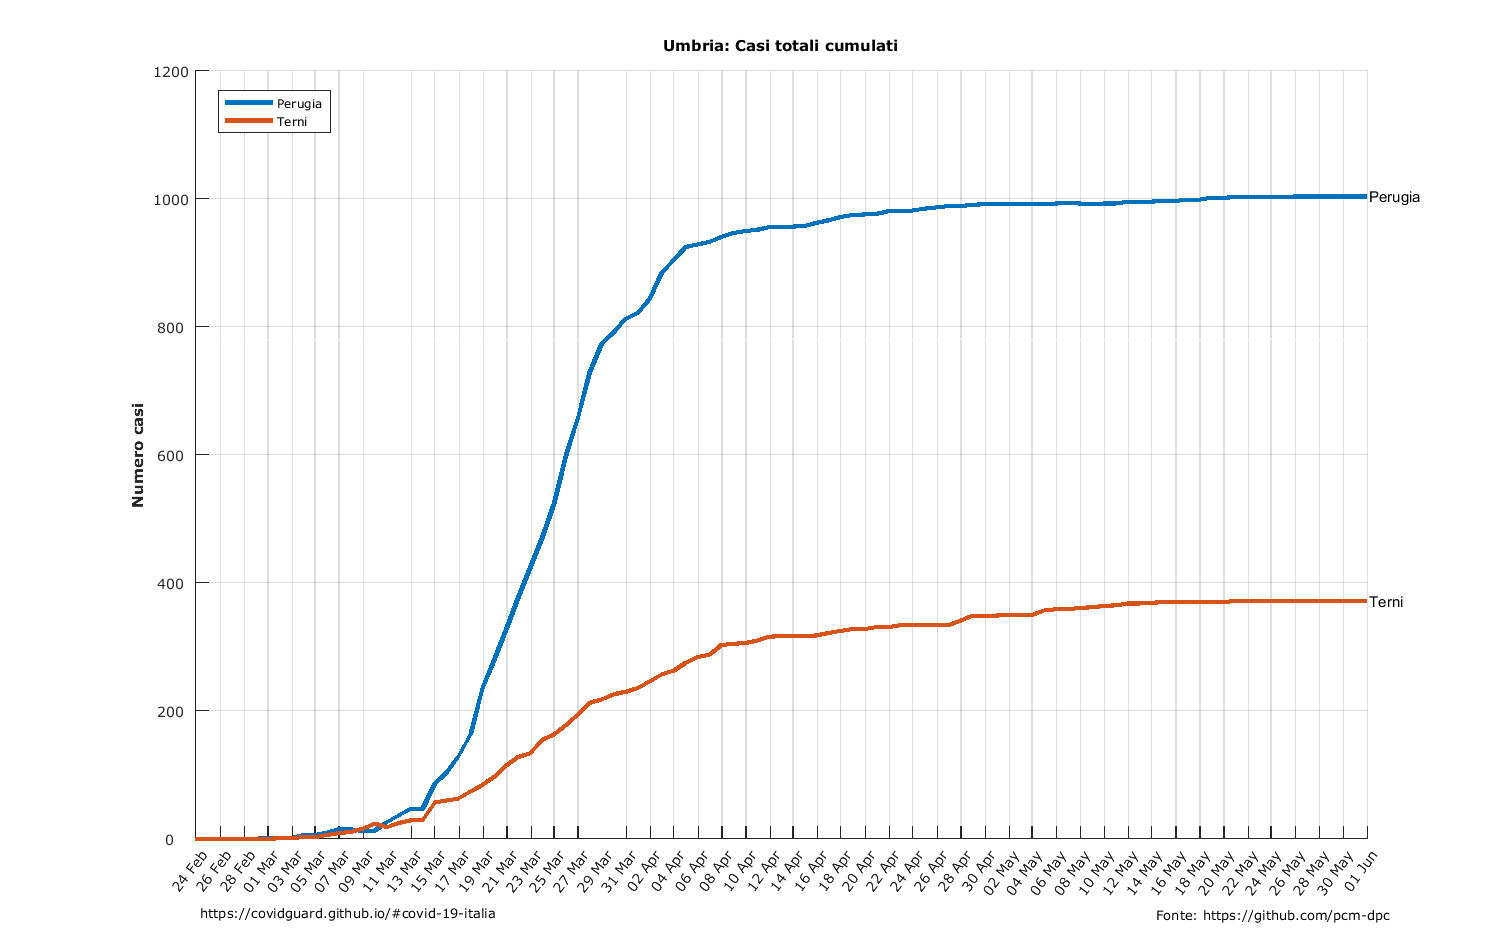 Umbria: Casi totali cumulati
1200
1000
800
600
400
200
0
Numero casi
Perugia
Terni
Perugia
Terni
24 Feb
26 Feb
28 Feb
01 Mar
03 Mar
05 Mar
07 Mar
09 Mar
11 Mar
13 Mar
15 Mar
17 Mar
19 Mar
21 Mar
23 Mar
25 Mar
27 Mar
29 Mar
31 Mar
02 Apr
04 Apr
06 Apr
08 Apr
10 Apr
12 Apr
14 Apr
16 Apr
18 Apr
20 Apr
22 Apr
24 Apr
26 Apr
28 Apr
30 Apr
02 May
04 May
06 May
08 May
10 May
12 May
14 May
16 May
18 May
20 May
22 May
24 May
26 May
28 May
30 May
01 Jun
https://covidguard.github.io/#covid-19-italia
Fonte: https://github.com/pcm-dpc